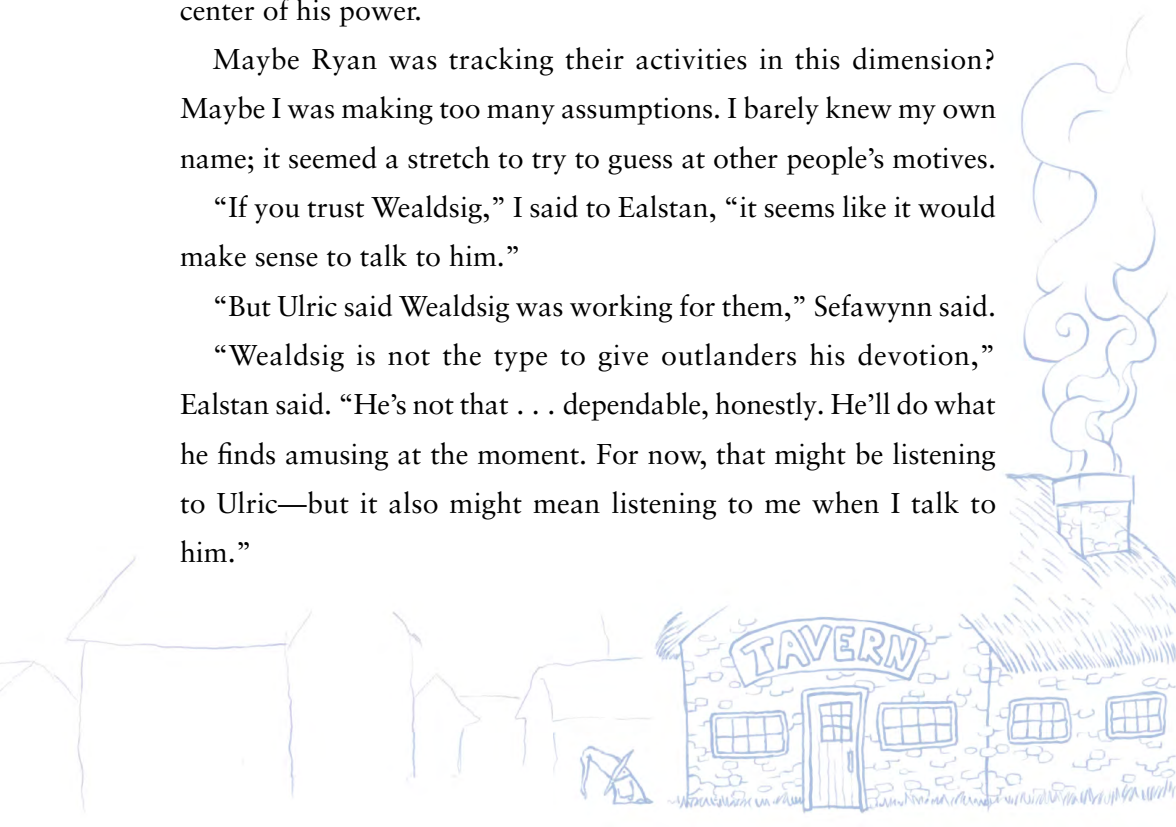 center of his power.
Maybe Ryan was tracking their activities in this dimension?
Maybe I was making too many assumptions. I barely knew my own
name; it seemed a stretch to try to guess at other people’s motives.
“If you trust Wealdsig,” I said to Ealstan, “it seems like it would
make sense to talk to him.”
“But Ulric said Wealdsig was working for them,” Sefawynn said.
“Wealdsig is not the type to give outlanders his devotion,”
Ealstan said. “He’s not that . . . dependable, honestly. He’ll do what
he finds amusing at the moment. For now, that might be listening
to Ulric—but it also might mean listening to me when I talk to
him.”
TAVERN